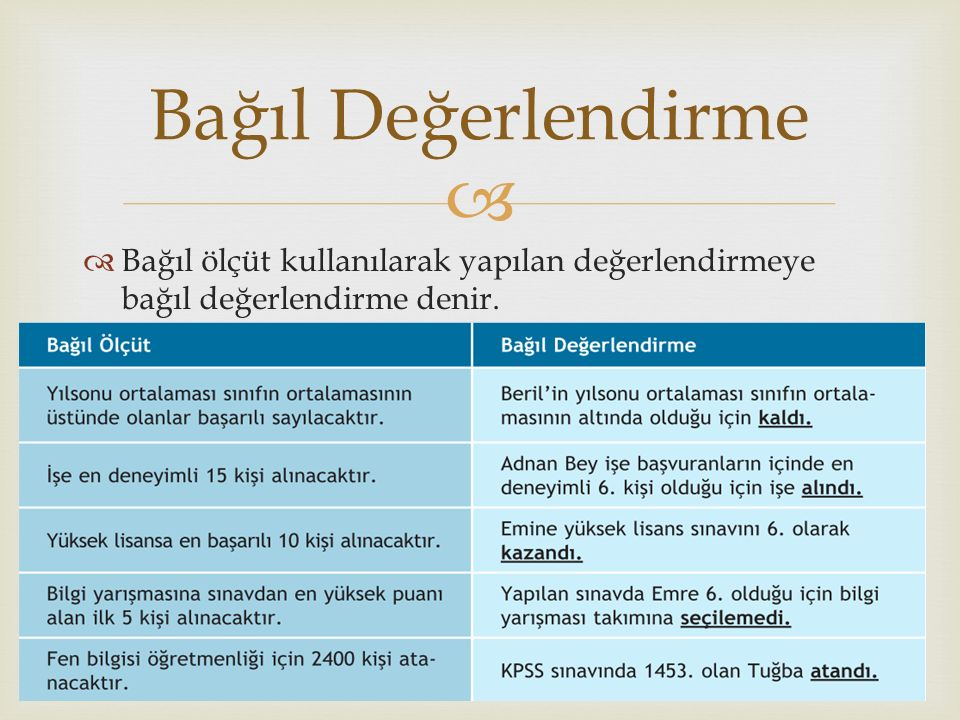 Bağıl Değerlendirme
Bağıl ölçüt kullanılarak yapılan değerlendirmeye
bağıl değerlendirme denir.
Bağıl Ölçüt
Bağıl Değerlendirme
Yılsonu ortalaması sınıfın ortalamasının
üstünde olanlar başarılı sayılacaktır.
Beril’in yılsonu ortalaması sınıfın ortala-
masının altında olduğu için kaldı.
İşe en deneyimli 15 kişi alınacaktır.
Adnan Bey işe başvuranların içinde en
deneyimli 6. kişi olduğu için işe alındı.
Yüksek lisansa en başarılı 10 kişi alınacaktır.
Emine yüksek lisans sınavını 6. olarak
kazandı.
Bilgi yarışmasına sınavdan en yüksek puanı
alan ilk 5 kişi alınacaktır.
Yapılan sınavda Emre 6. olduğu için bilgi
yarışması takımına seçilemedi.
Fen bilgisi öğretmenliği için 2400 kişi ata-
nacaktır.
KPSS sınavında 1453. olan Tuğba atandı.